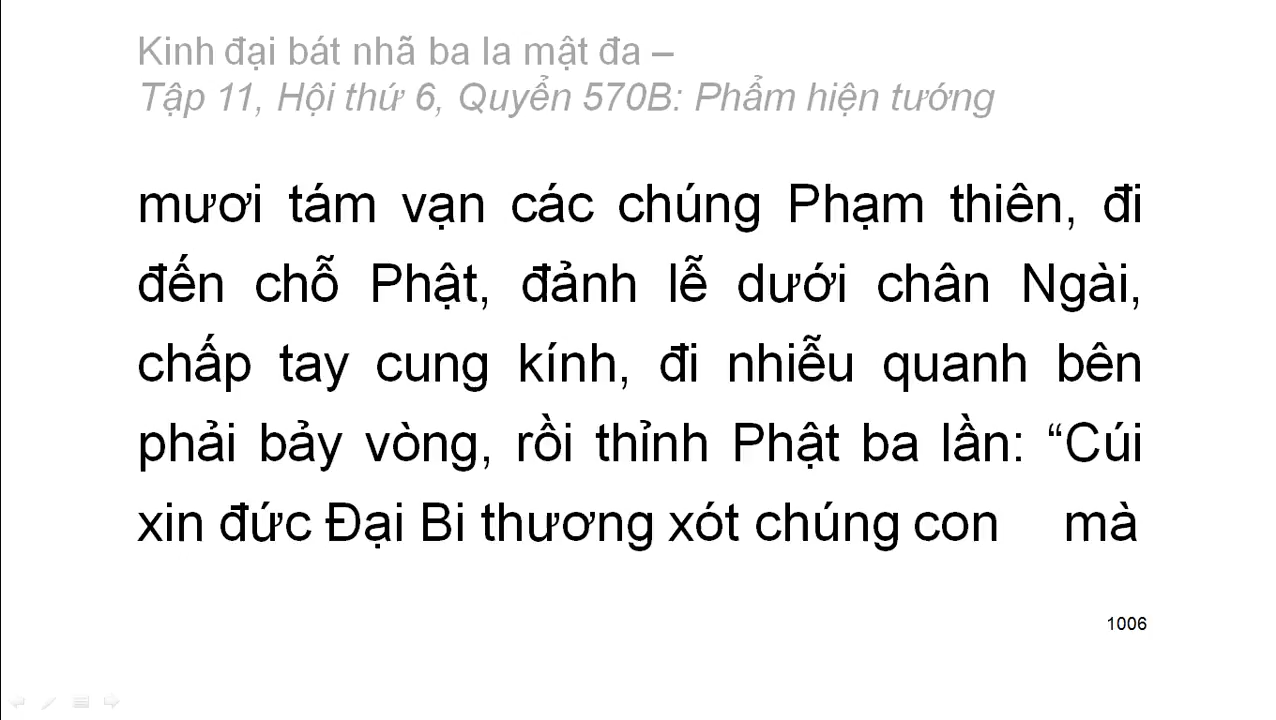 Kinh đại bát nhã ba la mật đa –
Tập 11, Hội thứ 6, Quyển 570B: Phẩm hiện tướng
mươi tám vạn các chúng Phạm thiên, đi
đến chỗ Phật, đảnh lễ dưới chân Ngài,
chấp tay cung kính, đi nhiễu quanh bên
phải bảy vòng, rồi thỉnh Phật ba lần: “Cúi
xin đức Đại Bi thương xót chúng con mà
1006